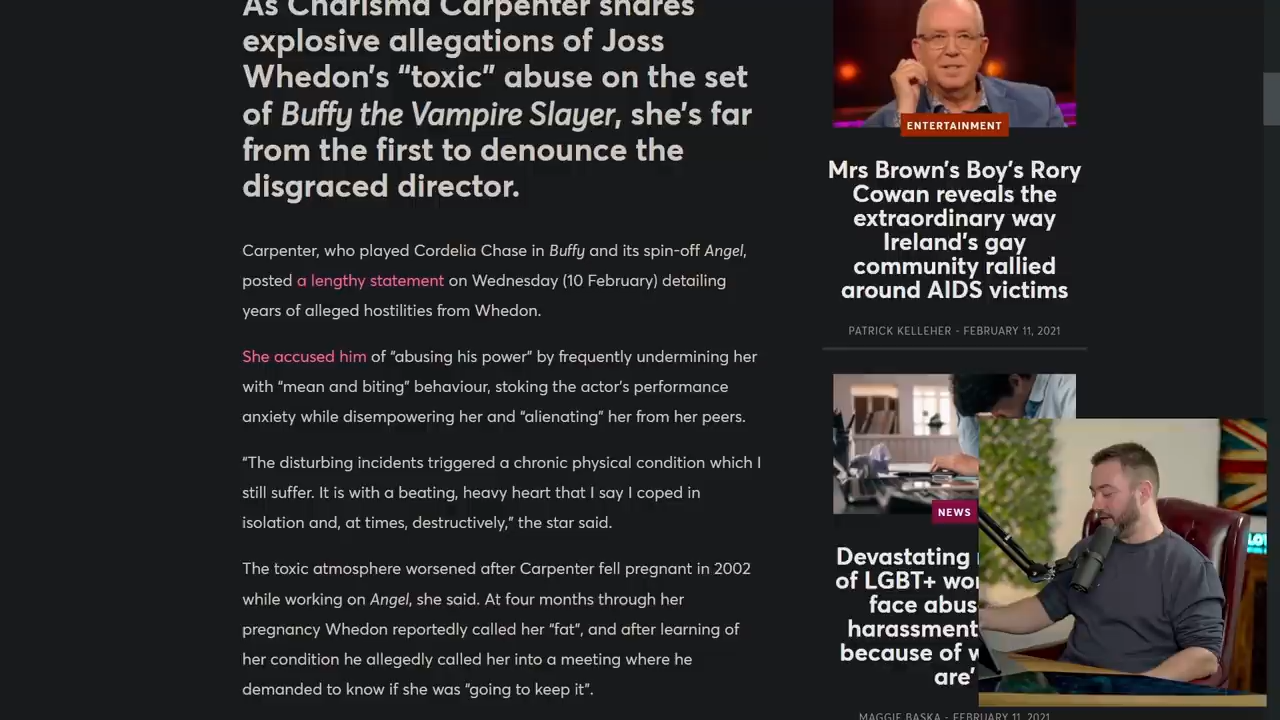 As Charisma Carpenter shares
explosive allegations of Joss
Whedon's “toxic” abuse on the set
of Buffy the Vampire Slayer, she's far
from the first to denounce the
disgraced director.
Carpenter, who played Cordelia Chase in Buffy and its spin-off Angel,
posted a lengthy statement on Wednesday (10 February) detailing
years of alleged hostilities from Whedon.
She accused him of “abusing his power” by frequently undermining her
with “mean and biting” behaviour, stoking the actor's performance
anxiety while disempowering her and “alienating” her from her peers.
“The disturbing incidents triggered a chronic physical condition which I
still suffer. It is with a beating, heavy heart that I say I coped in
isolation and, at times, destructively,” the star said.
The toxic atmosphere worsened after Carpenter fell pregnant in 2002
while working on Angel, she said. At four months through her
pregnancy Whedon reportedly called her “fat”, and after learning of
her condition he allegedly called her into a meeting where he
demanded to know if she was “going to keep it”.
ENTERTAINMENT
Mrs Brown's Boy's Rory
Cowan reveals the
extraordinary way
Ireland's gay
community rallied
around AIDS victims
PATRICK KELLEHER - FEBRUARY 11, 2021
NEWS
Devastating
of LGBT+
face
harassment
because of
are'
MAGGIE BASKA - FEBRUARY 11, 2021